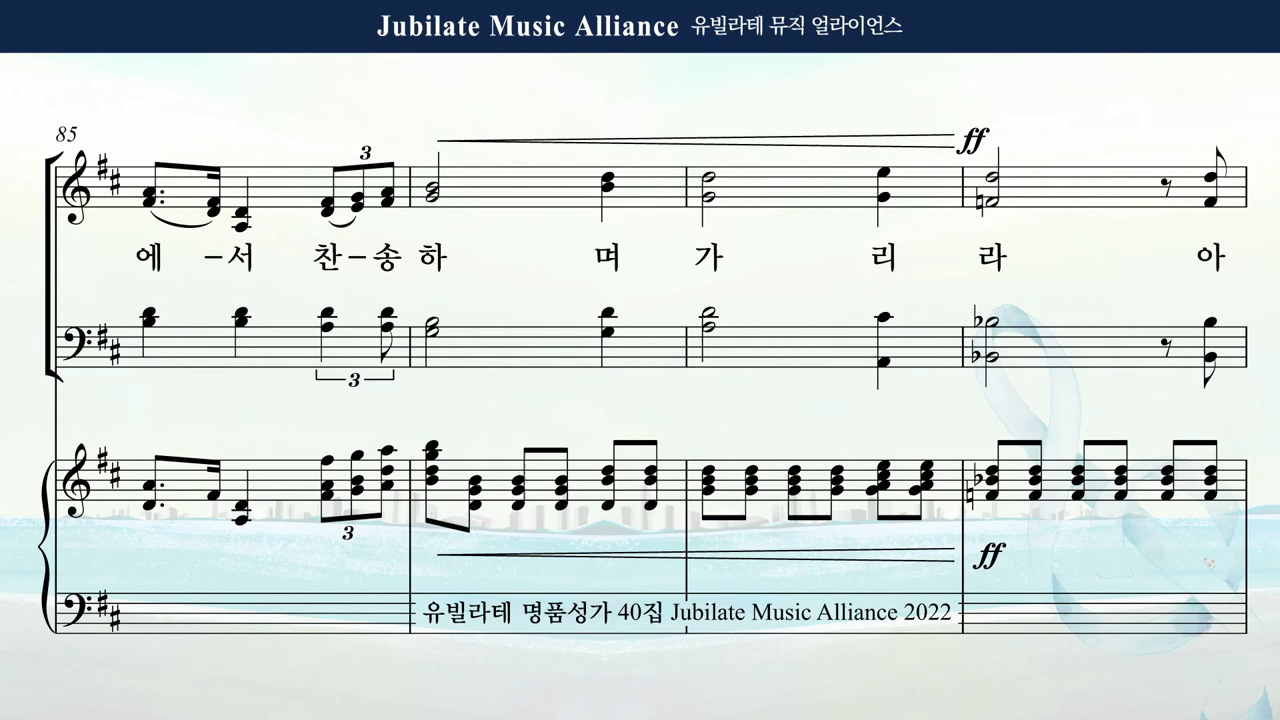 Jubilate Music Alliance 유빌라테 뮤직 얼라이언스
85
3
ff
에 - 서 찬 - 송 하 며 가 리 라 아
3
3
ff
유빌라테 명품성가 40집 Jubilate Music Alliance 2022